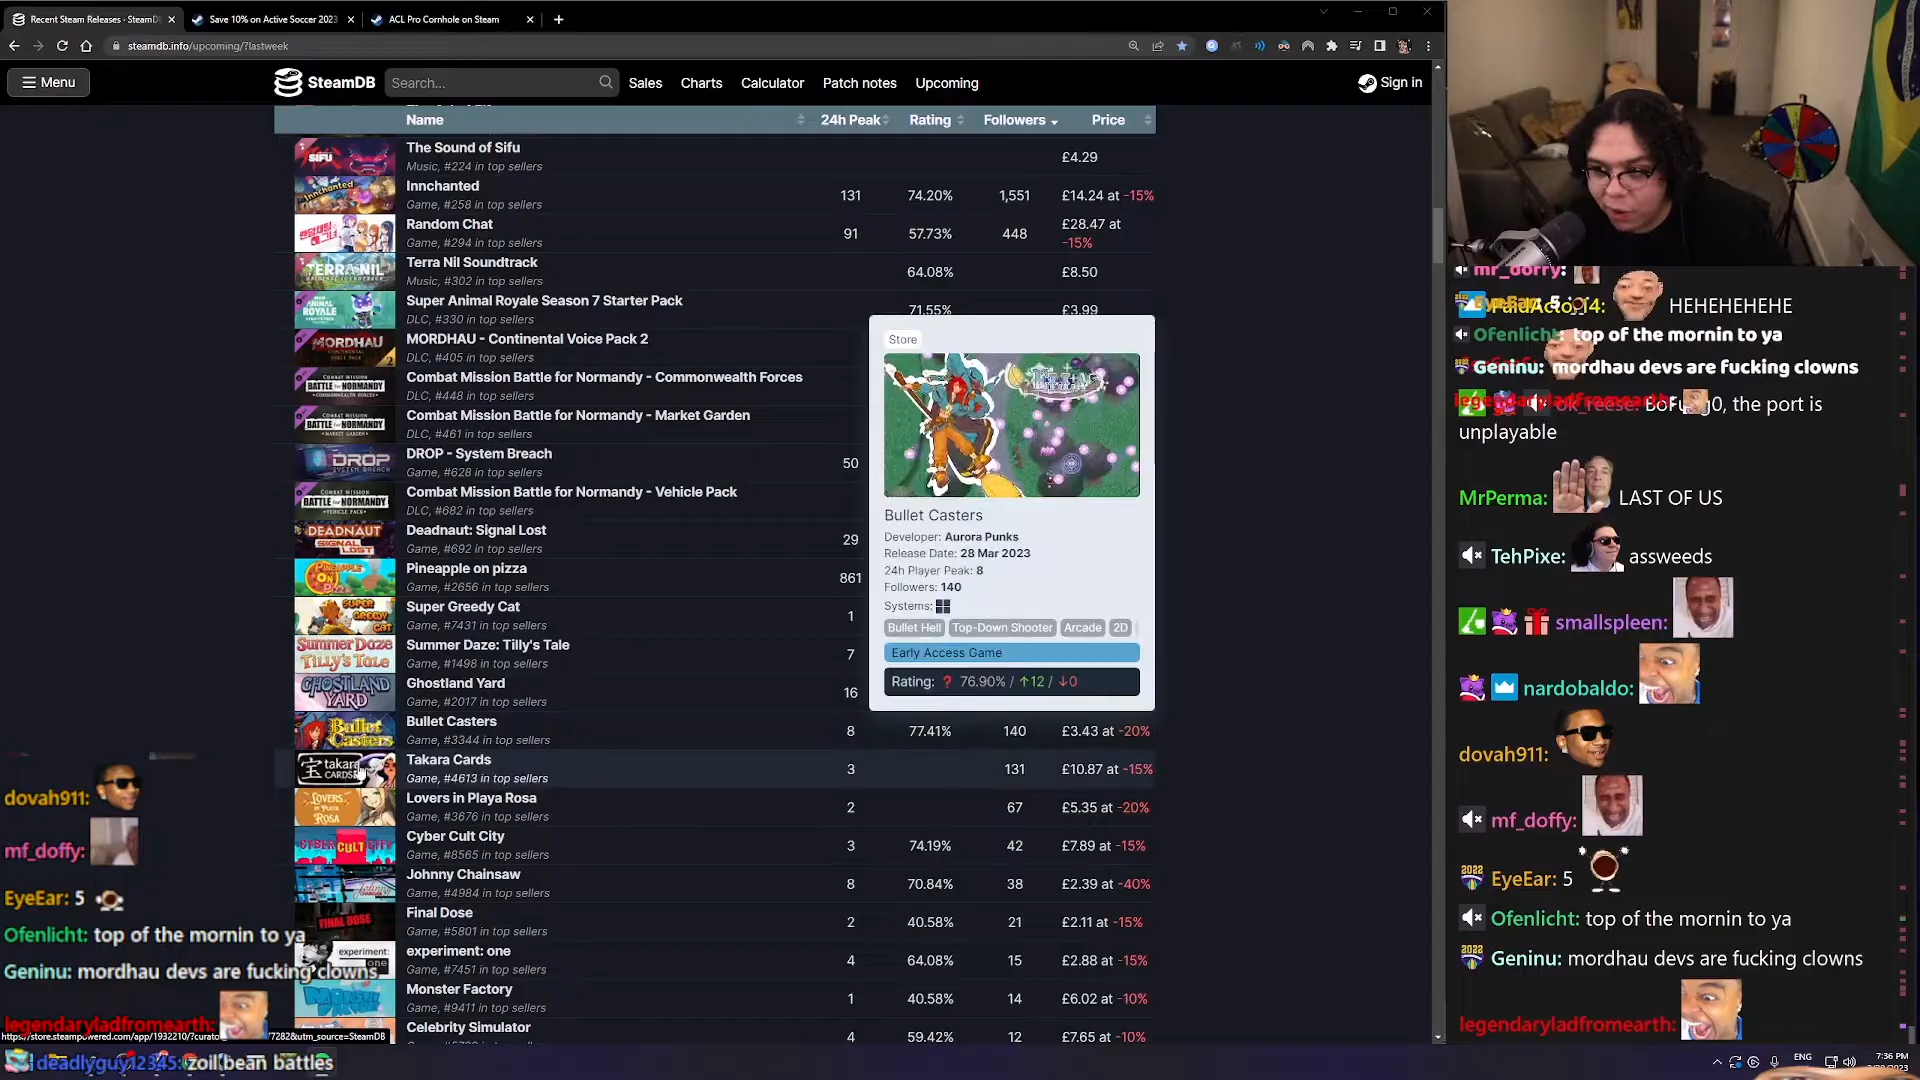 Recent Steam Releases · SteamD
Save 10% on Active Soccer 2023
ACL Pro Cornhole on Steam
steamdb.info/upcoming/?lastweek
Menu
SteamDB
Search...
Sales
Charts
Calculator
Patch notes
Upcoming
Sign in
Name 24h Peak Rating Followers Price
The Sound of Sifu
Music, #224 in top sellers
£4.29
Innchanted
Game, #258 in top sellers
131 74.20% 1,551 £14.24 at -15%
Random Chat
Game, #294 in top sellers
91 57.73% 448 £28.47 at -15%
Terra Nil Soundtrack
Music, #302 in top sellers
64.08% £8.50
Super Animal Royale Season 7 Starter Pack
DLC, #330 in top sellers
71.55% £3.99
MORDHAU - Continental Voice Pack 2
DLC, #405 in top sellers
Combat Mission Battle for Normandy - Commonwealth Forces
DLC, #448 in top sellers
Combat Mission Battle for Normandy - Market Garden
DLC, #461 in top sellers
DROP - System Breach
Game, #628 in top sellers
50
Combat Mission Battle for Normandy - Vehicle Pack
DLC, #682 in top sellers
Deadnaut: Signal Lost
Game, #692 in top sellers
29
Pineapple on pizza
Game, #2656 in top sellers
861
Super Greedy Cat
Game, #7431 in top sellers
1
Summer Daze: Tilly's Tale
Game, #1498 in top sellers
7
Ghostland Yard
Game, #2017 in top sellers
16
Bullet Casters
Game, #3344 in top sellers
8 77.41% 140 £3.43 at -20%
Takara Cards
Game, #4613 in top sellers
3 131 £10.87 at -15%
Lovers in Playa Rosa
Game, #3676 in top sellers
2 67 £5.35 at -20%
Cyber Cult City
Game, #8565 in top sellers
3 74.19% 42 £7.89 at -15%
Johnny Chainsaw
Game, #4984 in top sellers
8 70.84% 38 £2.39 at -40%
Final Dose
Game, #5801 in top sellers
2 40.58% 21 £2.11 at -15%
experiment: one
Game, #7451 in top sellers
4 64.08% 15 £2.88 at -15%
Monster Factory
Game, #9411 in top sellers
1 40.58% 14 £6.02 at -10%
Celebrity Simulator
4 59.42% 12 £7.65 at -10%
Store
Bullet Casters
Developer: Aurora Punks
Release Date: 28 Mar 2023
24h Player Peak: 8
Followers: 140
Systems:
Bullet Hell Top-Down Shooter Arcade 2D
Early Access Game
Rating: ? 76.90% / ↑12 / ↓0
dovah911:
mf_doffy:
EyeEar: 5
Ofenlicht: top of the mornin to ya
Geninu: mordhau devs are fucking clowns
legendaryladfromearth:
deadlyguy12345: zoil bean battles
HEHEHEHEHE
Ofenlicht: top of the mornin to ya
Geninu: mordhau devs are fucking clowns
legendaryladfromearth:
ok_reese: the port is
unplayable
MrPerma: LAST OF US
TehPixe: assweeds
smallspleen:
nardobaldo:
dovah911:
mf_doffy:
EyeEar: 5
Ofenlicht: top of the mornin to ya
Geninu: mordhau devs are fucking clowns
legendaryladfromearth:
ENG
7:36 PM